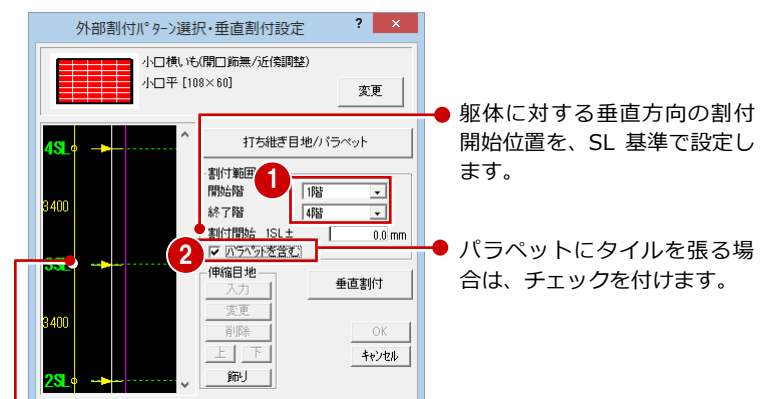 外部割付ﾊﾟﾀｰﾝ選択・垂直割付設定
? ×
小口横いも(開口飾無/近傍調整)
小口平 [108×60]
変更
打ち継ぎ目地/パラペット
4SL
3400
3SL
3400
2SL
割付範囲
1
開始階 1階
終了階 4階
割付開始 1SL± 0.0 mm
2
パラペットを含む
伸縮目地
入力
変更
削除
上 下
飾り
垂直割付
OK
ｷｬﾝｾﾙ
躯体に対する垂直方向の割付
開始位置を、SL 基準で設定し
ます。
パラペットにタイルを張る場
合は、チェックを付けます。